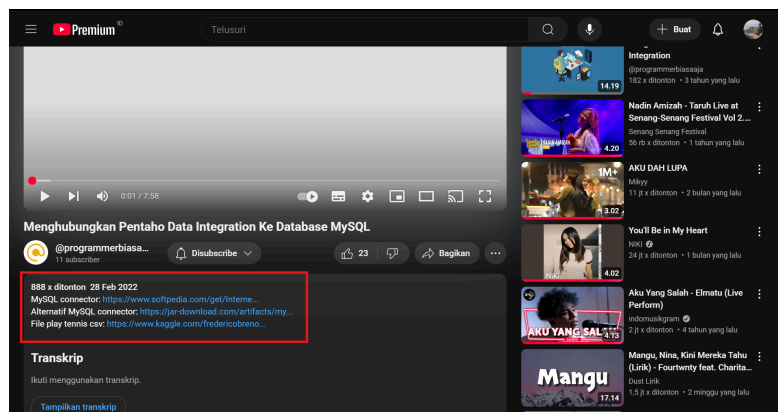 Premium ID
Telusuri
Buat
0:01 / 7:58
Menghubungkan Pentaho Data Integration Ke Database MySQL
@programmerbiasa...
11 subscriber
Disubscribe
23
Bagikan
888 x ditonton 28 Feb 2022
MySQL connector: https://www.softpedia.com/get/Interne...
Alternatif MySQL connector: https://jar-download.com/artifacts/my...
File play tennis csv: https://www.kaggle.com/fredericobreno...
Transkrip
Ikuti menggunakan transkrip.
Tampilkan transkrip
14.19
Integration
@programmerbiasaaja
182 x ditonton • 3 tahun yang lalu
4.20
Nadin Amizah - Taruh Live at
Senang-Senang Festival Vol 2....
Senang Senang Festival
56 rb x ditonton • 1 tahun yang lalu
1M+
3.02
AKU DAH LUPA
Mikyy
11 jt x ditonton • 2 bulan yang lalu
NIKI
4.02
You'll Be in My Heart
NIKI
24 jt x ditonton • 1 bulan yang lalu
AKU YANG SALAH
4.13
Aku Yang Salah - Elmatu (Live
Perform)
indomusikgram
2 jt x ditonton • 4 tahun yang lalu
Mangu
17.14
Mangu, Nina, Kini Mereka Tahu
(Lirik) - Fourtwnty feat. Charita...
Dust Lirik
1,5 jt x ditonton • 2 minggu yang lalu